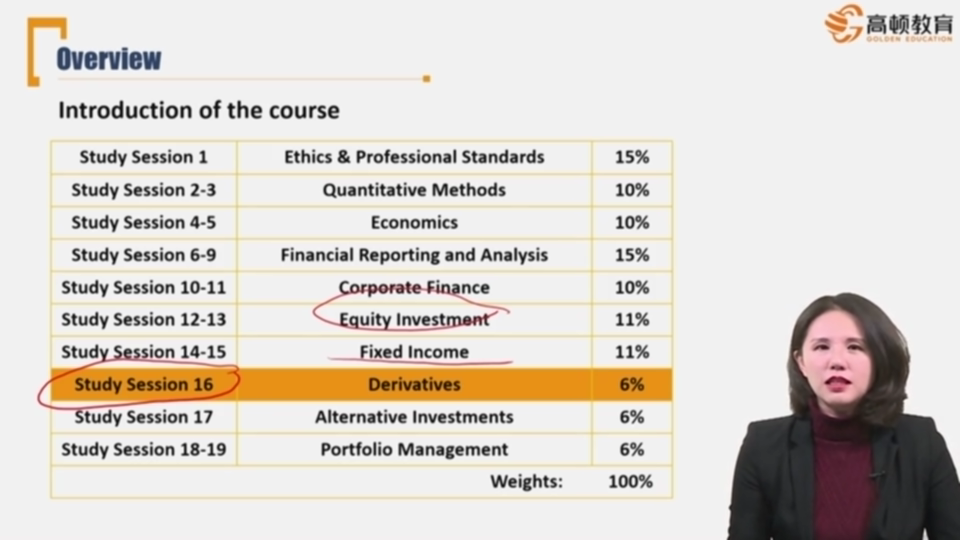 高顿教育
GOLDEN EDUCATION
Overview
Introduction of the course
Study Session 1 Ethics & Professional Standards 15%
Study Session 2-3 Quantitative Methods 10%
Study Session 4-5 Economics 10%
Study Session 6-9 Financial Reporting and Analysis 15%
Study Session 10-11 Corporate Finance 10%
Study Session 12-13 Equity Investment 11%
Study Session 14-15 Fixed Income 11%
Study Session 16 Derivatives 6%
Study Session 17 Alternative Investments 6%
Study Session 18-19 Portfolio Management 6%
Weights: 100%